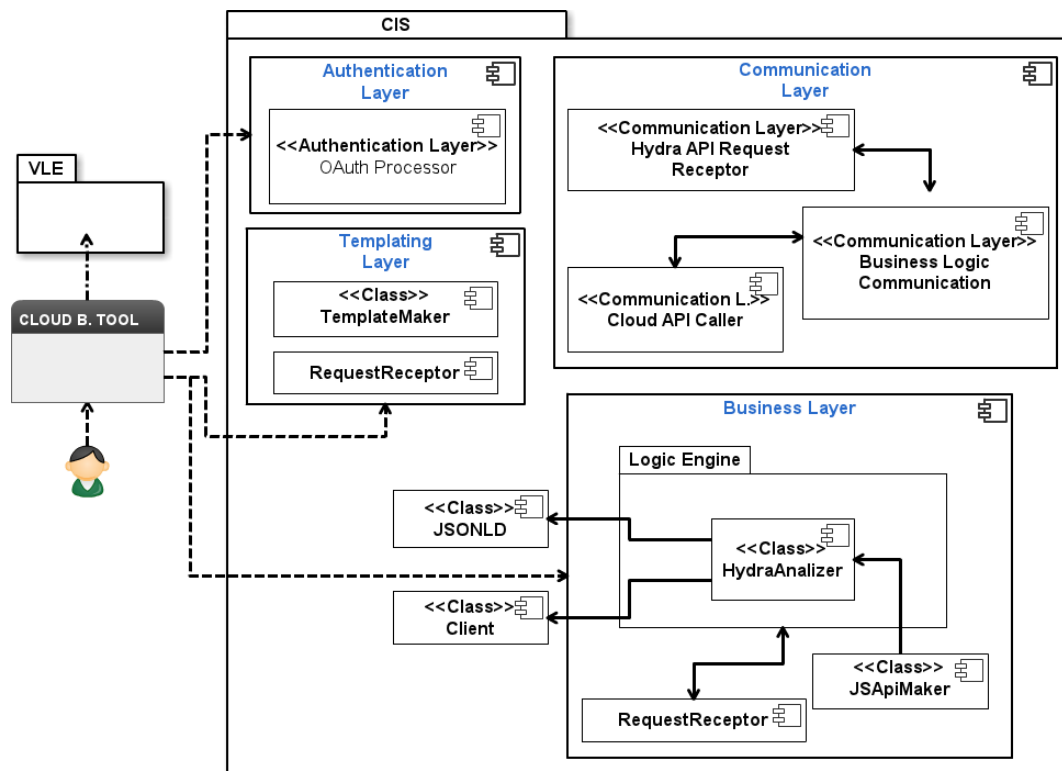 CIS
Authentication
Layer
<<Authentication Layer>>
OAuth Processor
Communication
Layer
<<Communication Layer>>
Hydra API Request
Receptor
<<Communication Layer>>
Business Logic
Communication
<<Communication L.>>
Cloud API Caller
VLE
CLOUD B. TOOL
Templating
Layer
<<Class>>
TemplateMaker
RequestReceptor
Business Layer
Logic Engine
<<Class>>
JSONLD
<<Class>>
HydraAnalizer
<<Class>>
Client
<<Class>>
JSApiMaker
RequestReceptor